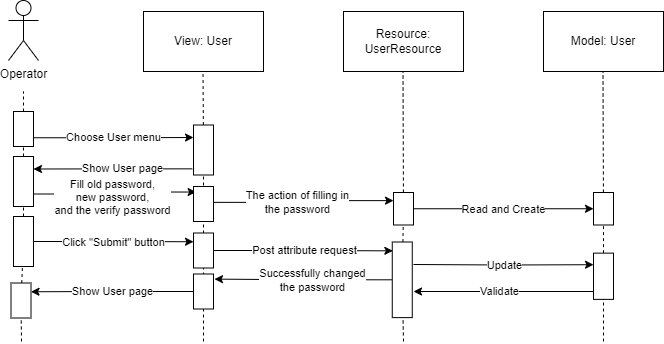 Operator
View: User
Resource:
UserResource
Model: User
Choose User menu
Show User page
Fill old password,
new password,
and the verify password
The action of filling in
the password
Read and Create
Click "Submit" button
Post attribute request
Update
Successfully changed
the password
Show User page
Validate